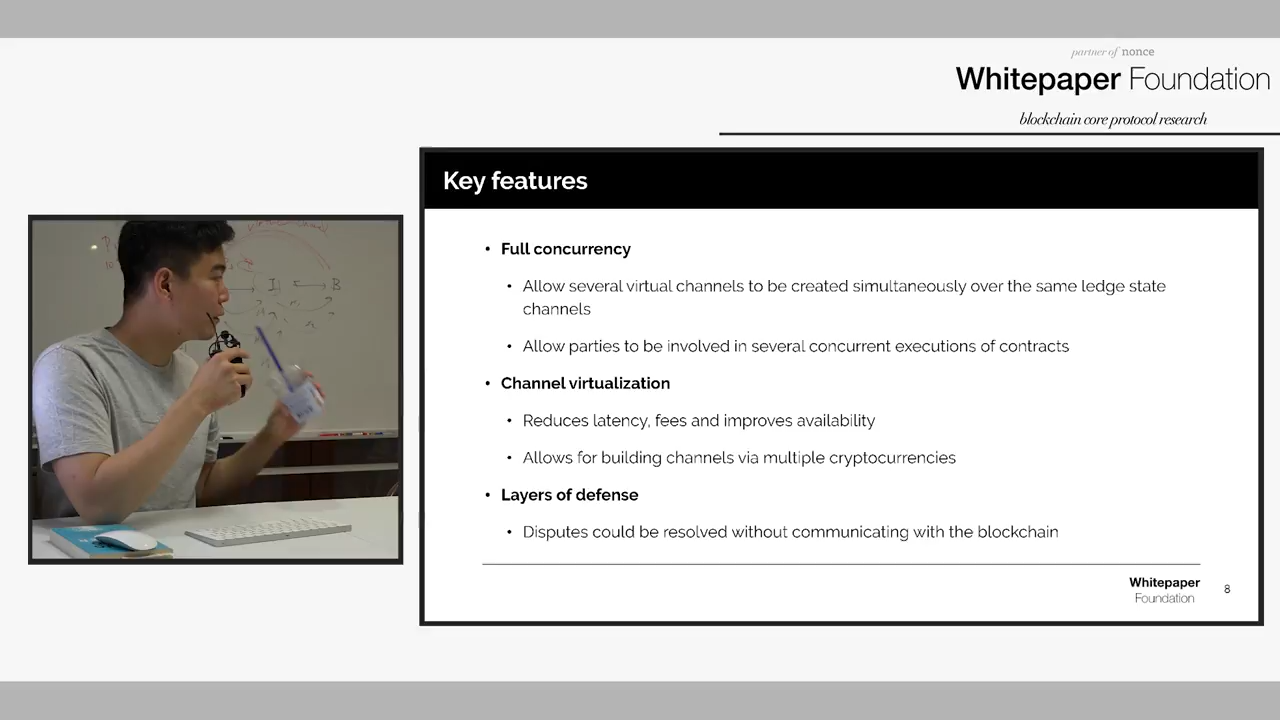 partner of nonce
Whitepaper Foundation
blockchain core protocol research
Key features
• Full concurrency
• Allow several virtual channels to be created simultaneously over the same ledge state
channels
• Allow parties to be involved in several concurrent executions of contracts
• Channel virtualization
• Reduces latency, fees and improves availability
• Allows for building channels via multiple cryptocurrencies
• Layers of defense
• Disputes could be resolved without communicating with the blockchain
Whitepaper
Foundation
8
I B